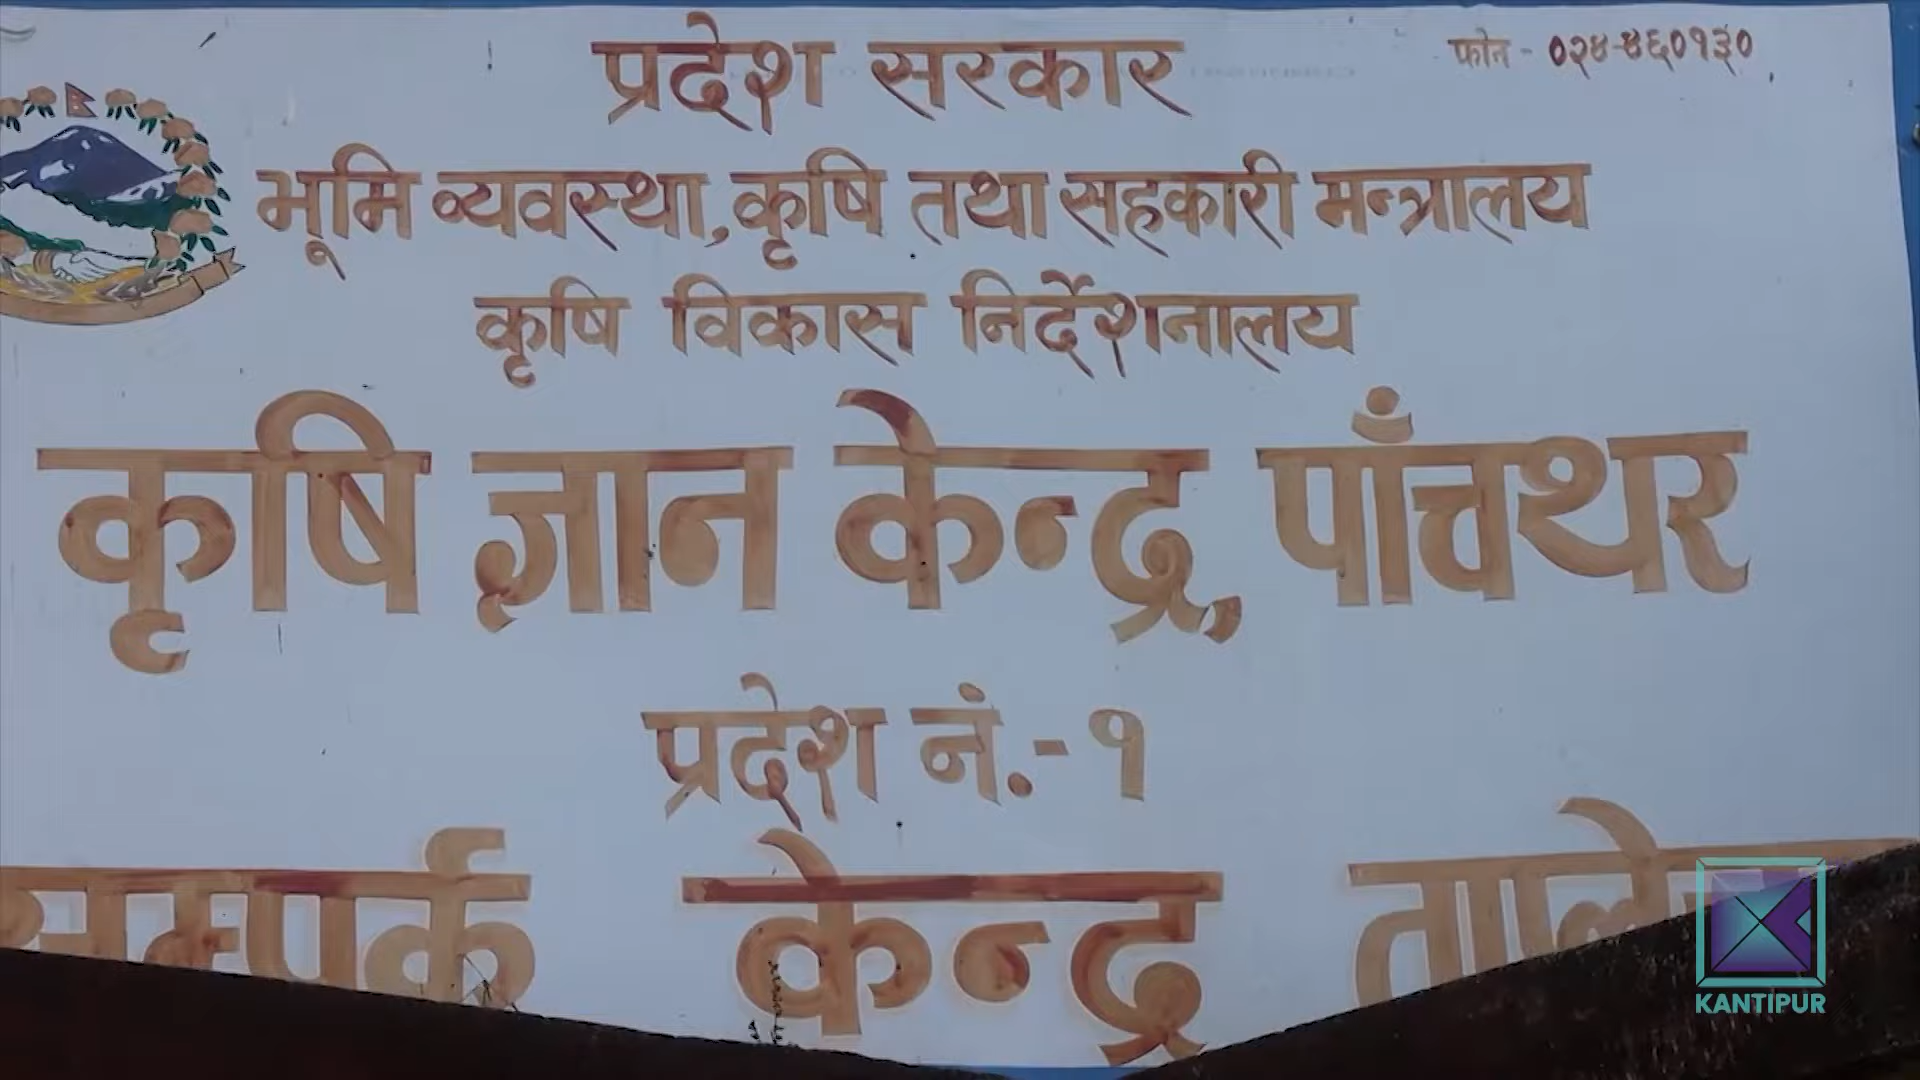 प्रदेश सरकार
फोन - ०२४-४६०१३०
भूमि व्यवस्था, कृषि तथा सहकारी मन्त्रालय
कृषि विकास निर्देशनालय
कृषि ज्ञान केन्द्र, पाँचथर
प्रदेश नं.- १
सम्पर्क केन्द्र
KANTIPUR